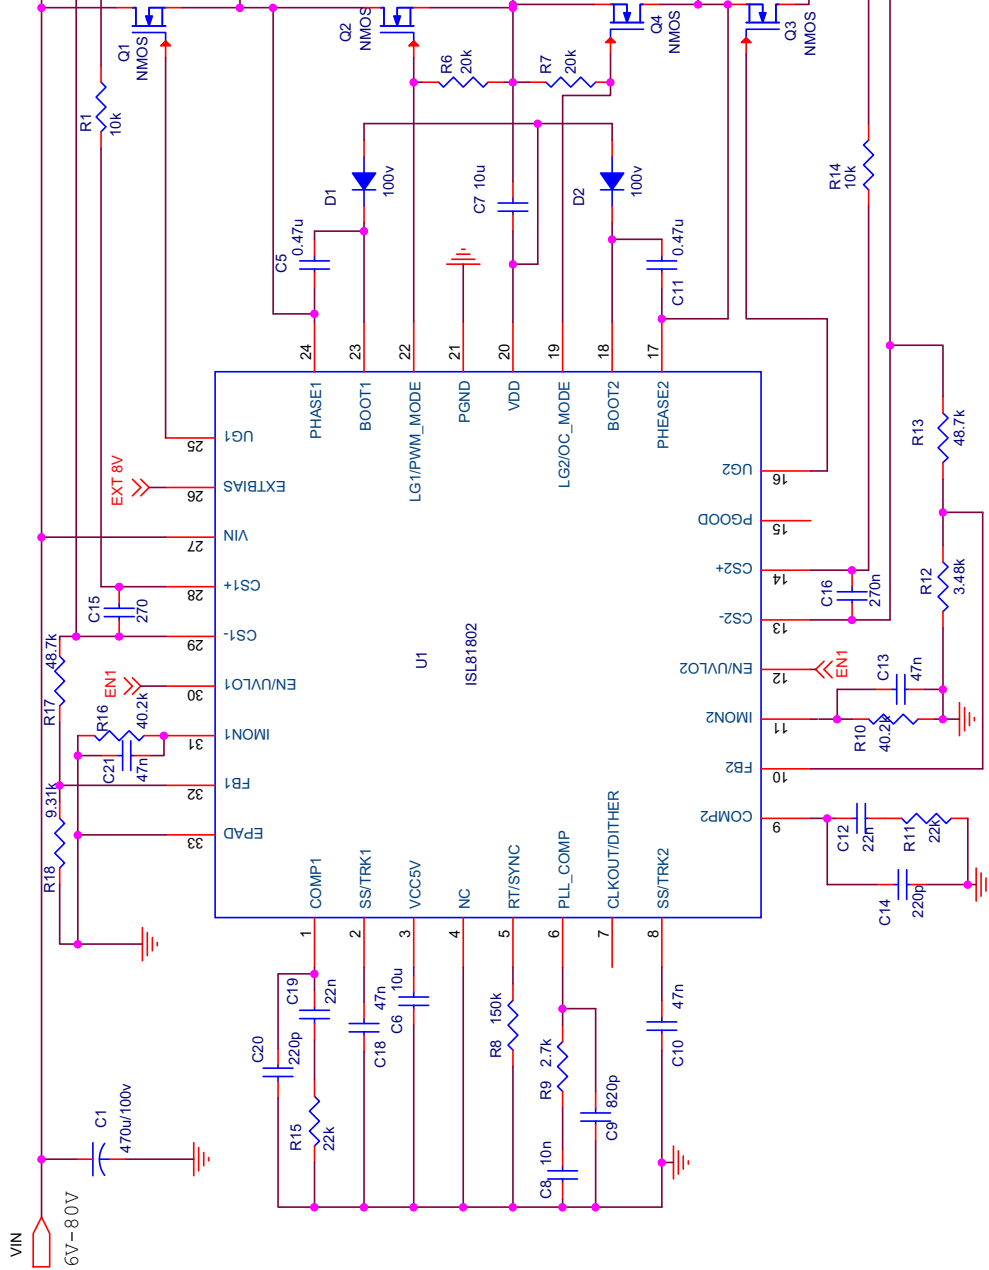 Q1
NMOS
Q2
NMOS
Q4
NMOS
Q3
NMOS
R1
10k
R6
20k
R7
20k
R14
10k
D1
100v
C7 10u
D2
100v
C5
0.47u
C11
0.47u
24
23
22
21
20
19
18
17
PHASE1
BOOT1
LG1/PWM_MODE
PGND
VDD
LG2/OC_MODE
BOOT2
PHEASE2
25
UG1
EXT 8V
26
EXTBIAS
27
VIN
28
CS1+
C15
270
29
CS1-
EN1
30
EN/UVLO1
R17
48.7k
R16
40.2k
31
IMON1
C21
47n
32
FB1
R18
9.31k
33
EPAD
U1
ISL81802
UG2
16
PGOOD
15
CS2+
14
C16
270n
CS2-
13
EN/UVLO2
12
EN1
IMON2
11
C13
47n
R10
40.2k
FB2
10
COMP2
9
R13
48.7k
R12
3.48k
C12
22n
R11
22k
C14
220p
COMP1
SS/TRK1
VCC5V
NC
RT/SYNC
PLL_COMP
CLKOUT/DITHER
SS/TRK2
1
2
3
4
5
6
7
8
C20
220p
C19
22n
R15
22k
C18
47n
C6
10u
R8
150k
R9
2.7k
C8
10n
C9
820p
C10
47n
C1
470u/100v
VIN
6V-80V